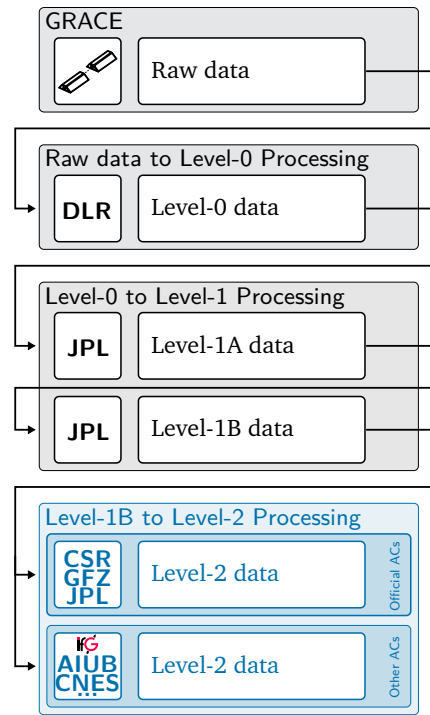 GRACE
Raw data
Raw data to Level-0 Processing
DLR
Level-0 data
Level-0 to Level-1 Processing
JPL
Level-1A data
JPL
Level-1B data
Level-1B to Level-2 Processing
CSR
GFZ
JPL
Level-2 data
Official ACs
ifG
AIUB
CNES
...
Level-2 data
Other ACs